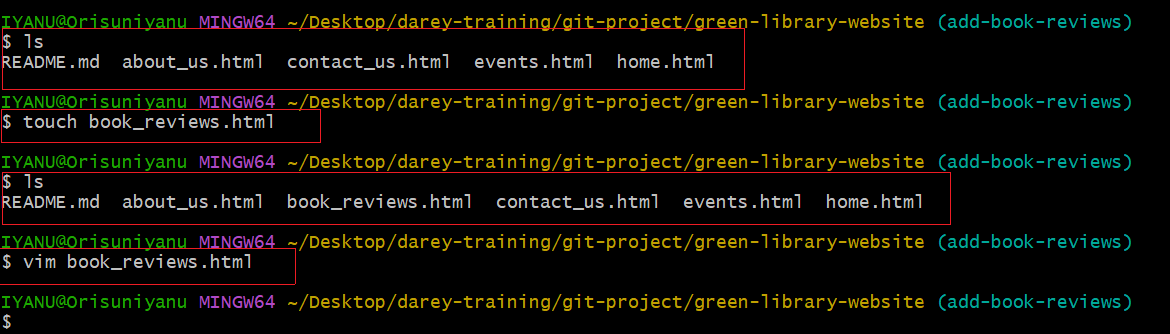 IYANU@Orisuniyanu MINGW64 ~/Desktop/darey-training/git-project/green-library-website (add-book-reviews)
$ ls
README.md  about_us.html  contact_us.html  events.html  home.html
IYANU@Orisuniyanu MINGW64 ~/Desktop/darey-training/git-project/green-library-website (add-book-reviews)
$ touch book_reviews.html
IYANU@Orisuniyanu MINGW64 ~/Desktop/darey-training/git-project/green-library-website (add-book-reviews)
$ ls
README.md  about_us.html  book_reviews.html  contact_us.html  events.html  home.html
IYANU@Orisuniyanu MINGW64 ~/Desktop/darey-training/git-project/green-library-website (add-book-reviews)
$ vim book_reviews.html
IYANU@Orisuniyanu MINGW64 ~/Desktop/darey-training/git-project/green-library-website (add-book-reviews)
$